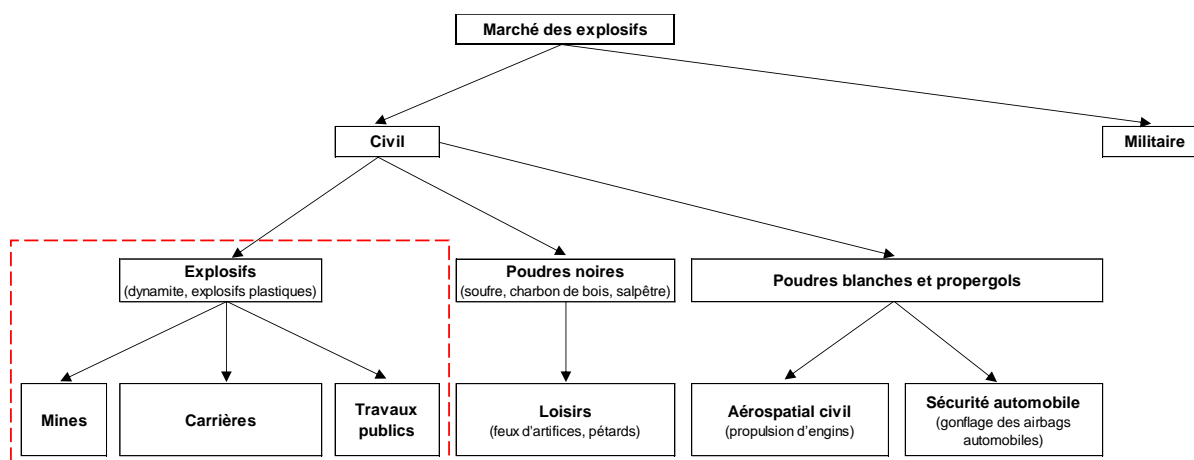 Marché des explosifs
Civil
Militaire
Explosifs
(dynamite, explosifs plastiques)
Poudres noires
(soufre, charbon de bois, salpêtre)
Poudres blanches et propergols
Mines
Carrières
Travaux
publics
Loisirs
(feux d'artifices, pétards)
Aérospatial civil
(propulsion d'engins)
Sécurité automobile
(gonflage des airbags
automobiles)